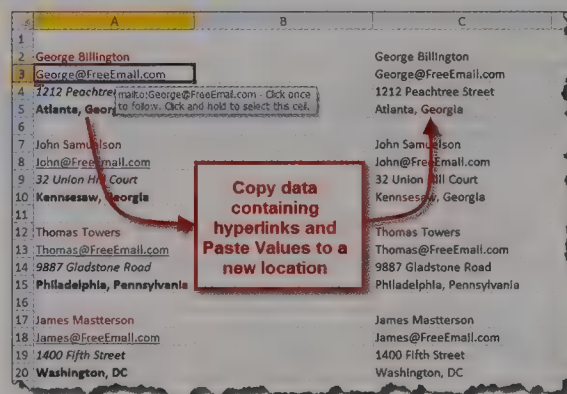 A B C
1
2 George Billington George Billington
3 George@FreeEmail.com George@FreeEmail.com
4 1212 Peachtree 1212 Peachtree Street
mailto:George@FreeEmail.com - Click once
to follow. Click and hold to select this cell.
5 Atlanta, Geor Atlanta, Georgia
6
7 John Samuelson John Samuelson
8 John@FreeEmail.com John@FreeEmail.com
9 32 Union Hill Court 32 Union Hill Court
10 Kennsesaw, Georgia Kennsesaw, Georgia
11
12 Thomas Towers Thomas Towers
13 Thomas@FreeEmail.com Thomas@FreeEmail.com
14 9887 Gladstone Road 9887 Gladstone Road
15 Philadelphia, Pennsylvania Philadelphia, Pennsylvania
16
17 James Mastterson James Mastterson
18 James@FreeEmail.com James@FreeEmail.com
19 1400 Fifth Street 1400 Fifth Street
20 Washington, DC Washington, DC
Copy data
containing
hyperlinks and
Paste Values to a
new location